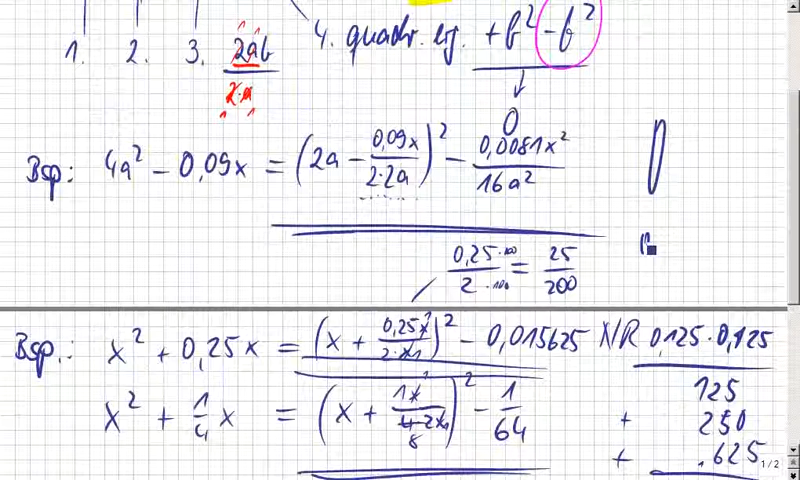 1. 2. 3. 2ab 4. quadr. erg. +b² -b²
2·a
0
Bsp: 4a² - 0,09x = (2a - 0,09x / 2·2a)² - 0,0081x² / 16a²
0,25 ·100 / 2 ·100 = 25 / 200
Bsp.: x² + 0,25x = (x + 0,25x / 2·x)² - 0,015625 N/R 0,125·0,125
125
x² + 1/4 x = (x + 1x / 4·2x 8)² - 1/64
+ 250
+ .625
1/2